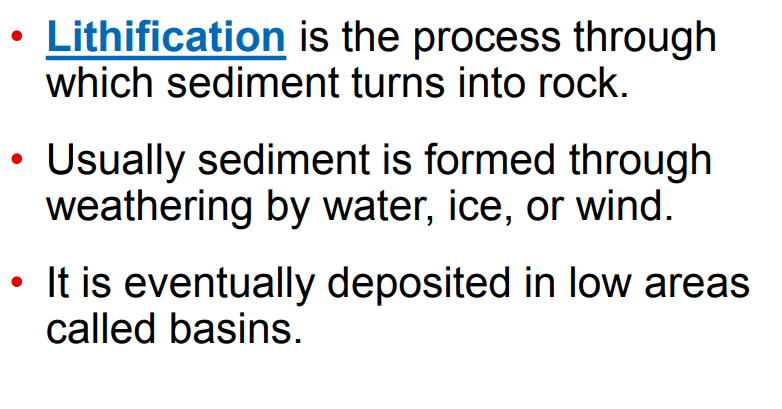 • Lithification is the process through
which sediment turns into rock.
• Usually sediment is formed through
weathering by water, ice, or wind.
• It is eventually deposited in low areas
called basins.